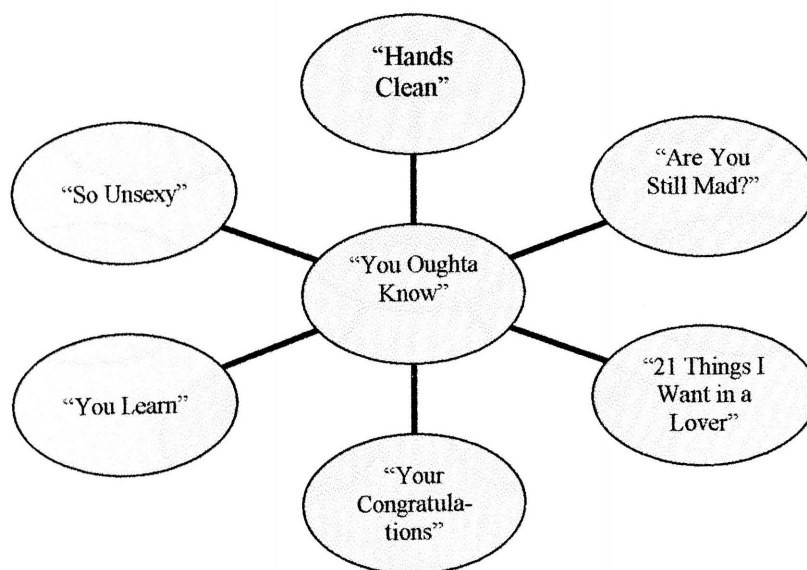 “Hands
Clean”
“Are You
Still Mad?”
“So Unsexy”
“You Oughta
Know”
“21 Things I
Want in a
Lover”
“You Learn”
“Your
Congratula-
tions”